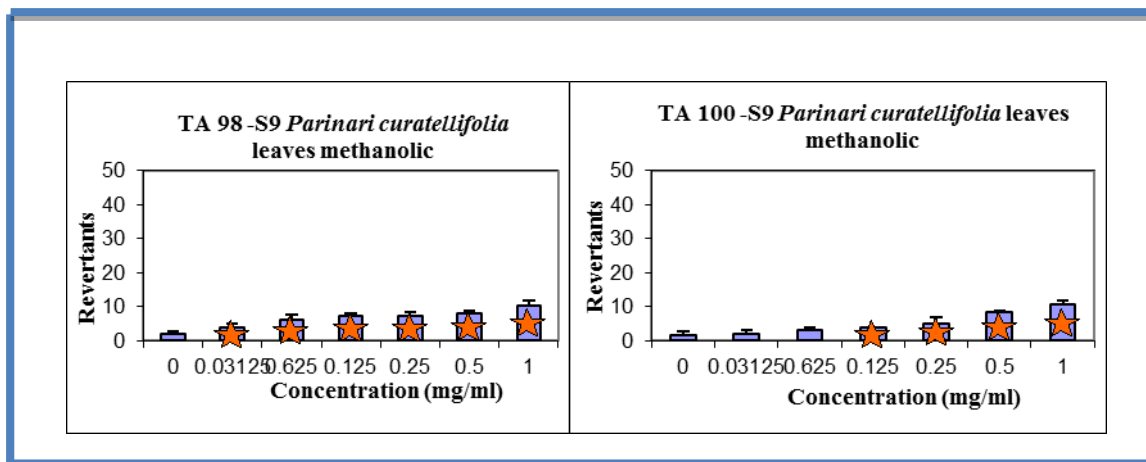 TA 98 -S9 Parinari curatellifolia
leaves methanolic
50
40
30
20
10
0
Revertants
0 0.03125 0.625 0.125 0.25 0.5 1
Concentration (mg/ml)
TA 100 -S9 Parinari curatellifolia leaves
methanolic
50
40
30
20
10
0
Revertants
0 0.03125 0.625 0.125 0.25 0.5 1
Concentration (mg/ml)